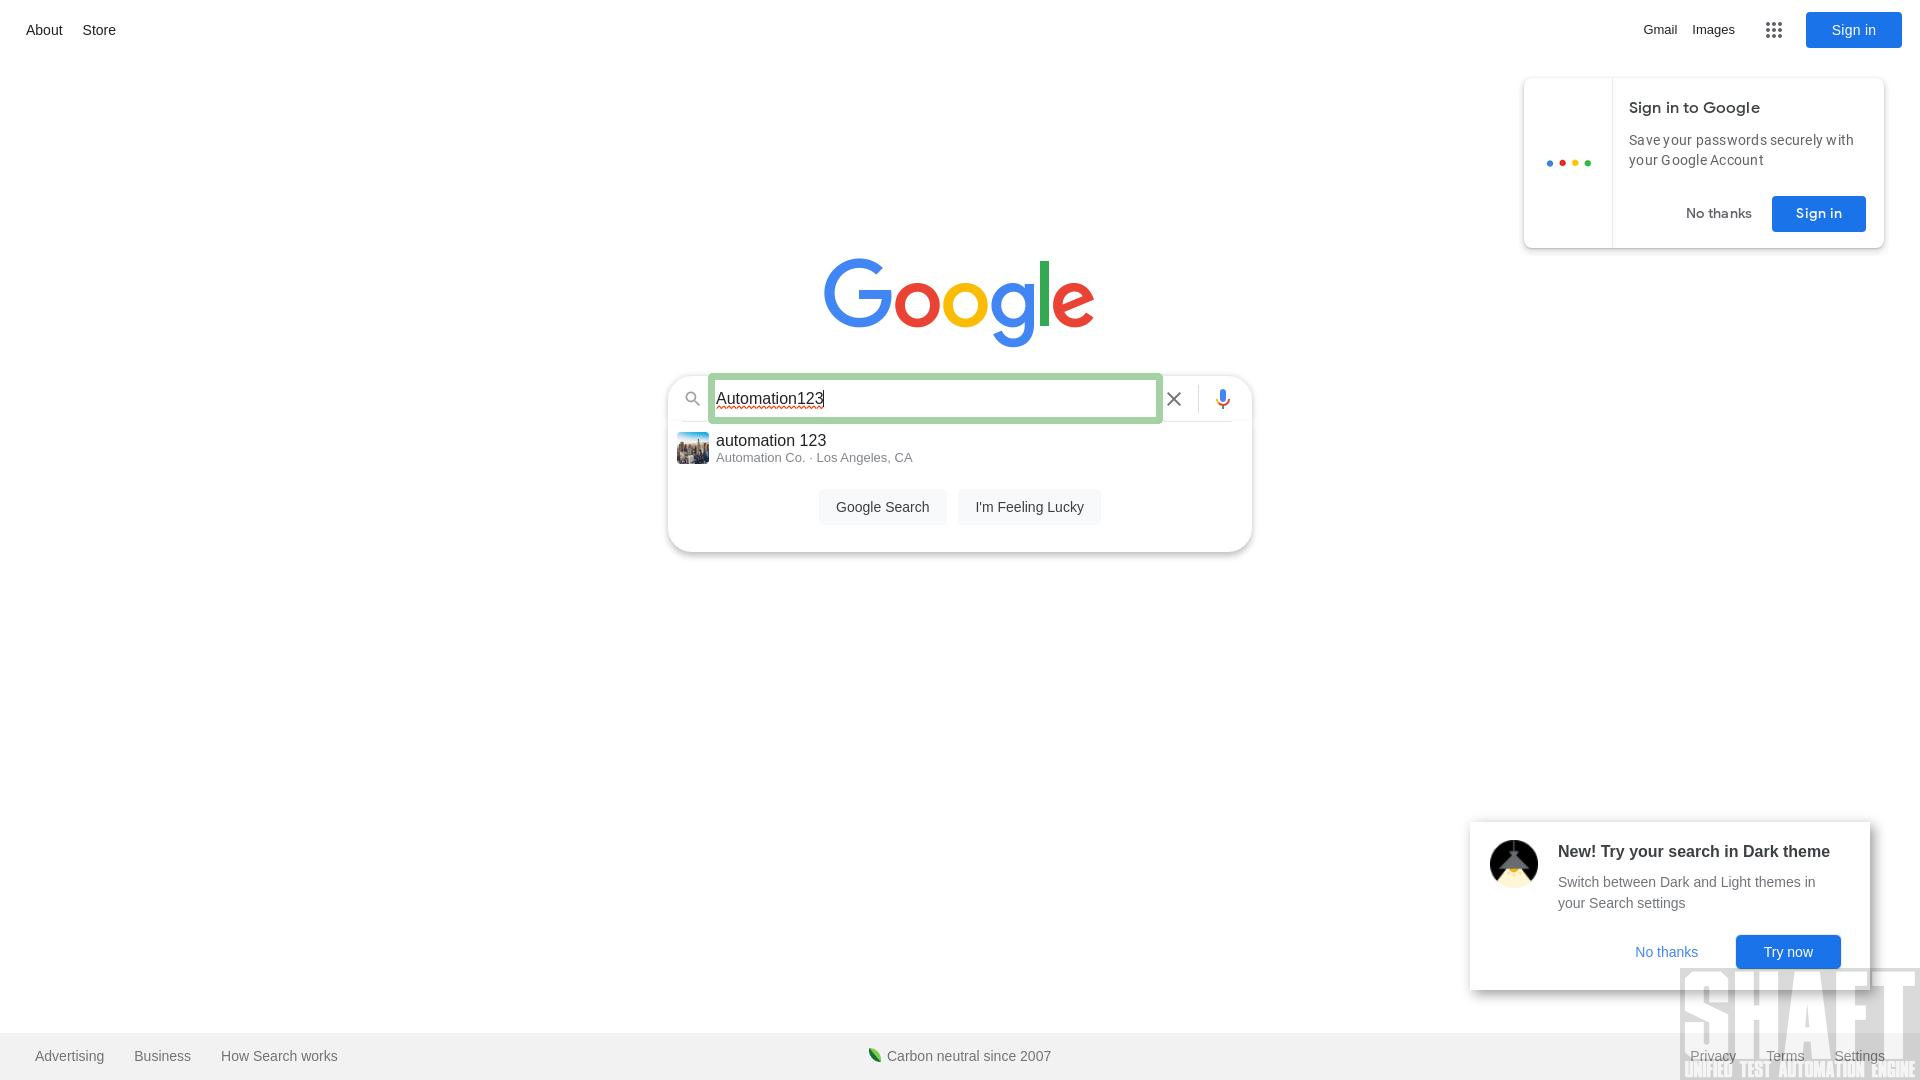 About
Store
Gmail
Images
Sign in
Sign in to Google
Save your passwords securely with
your Google Account
No thanks
Sign in
Google
Automation123
automation 123
Automation Co. · Los Angeles, CA
Google Search
I'm Feeling Lucky
New! Try your search in Dark theme
Switch between Dark and Light themes in
your Search settings
No thanks
Try now
Advertising
Business
How Search works
Carbon neutral since 2007
Privacy
Terms
Settings
SHAFT
UNIFIED TEST AUTOMATION ENGINE